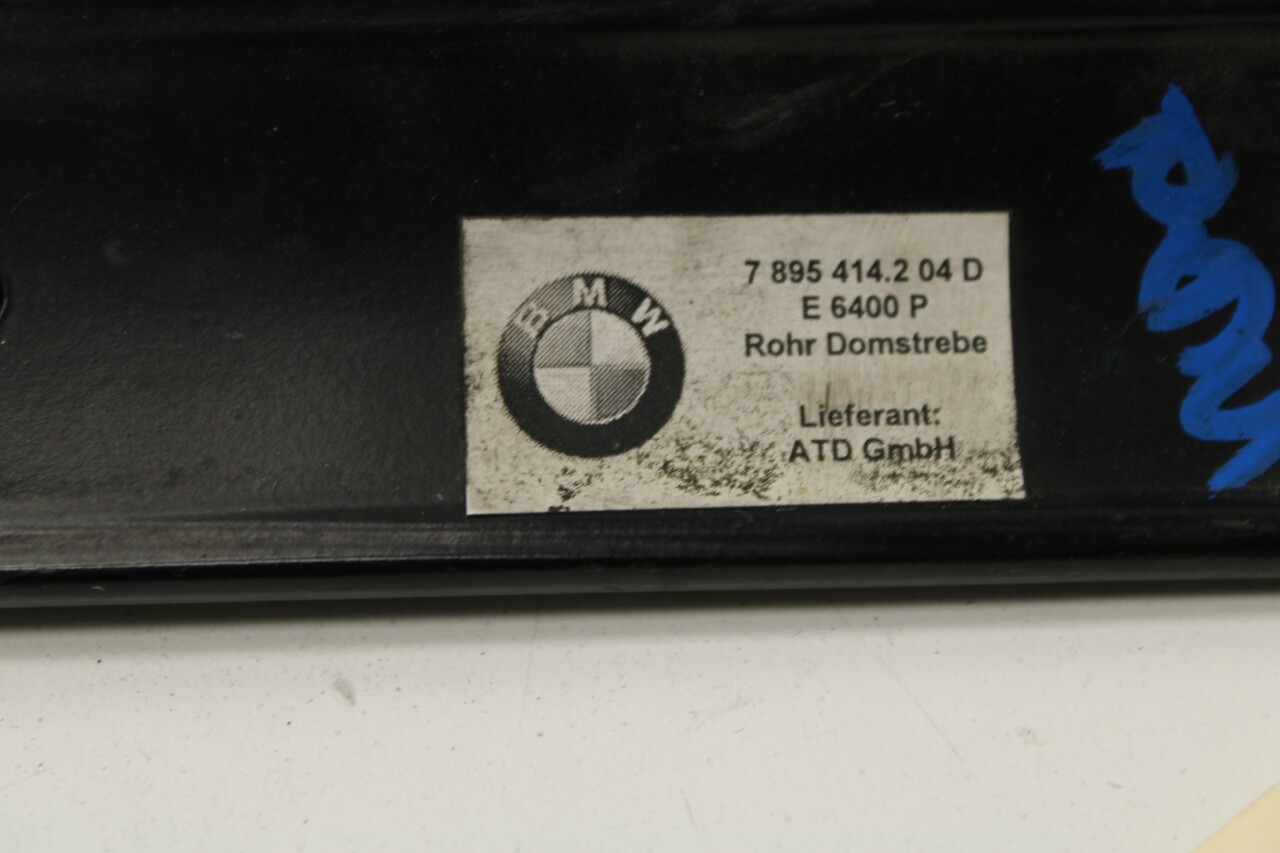 BMW
7 895 414.2 04 D
E 6400 P
Rohr Domstrebe
Lieferant:
ATD GmbH